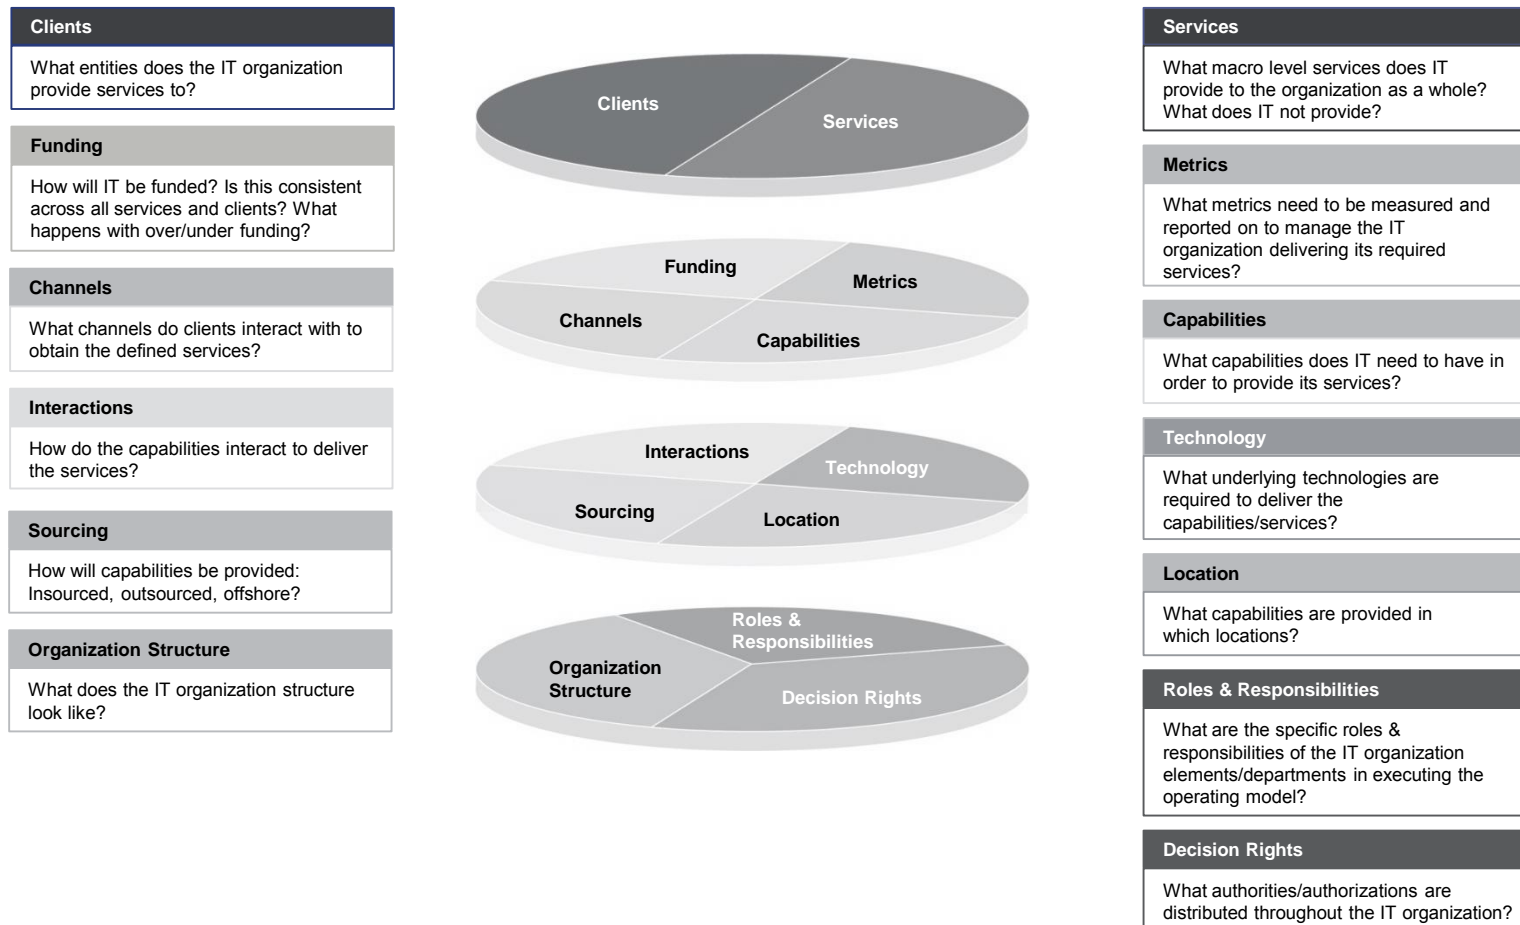 Clients
What entities does the IT organization
provide services to?
Funding
How will IT be funded? Is this consistent
across all services and clients? What
happens with over/under funding?
Channels
What channels do clients interact with to
obtain the defined services?
Interactions
How do the capabilities interact to deliver
the services?
Sourcing
How will capabilities be provided:
Insourced, outsourced, offshore?
Organization Structure
What does the IT organization structure
look like?
Clients
Services
Funding
Metrics
Channels
Capabilities
Interactions
Technology
Sourcing
Location
Roles &
Responsibilities
Organization
Structure
Decision Rights
Services
What macro level services does IT
provide to the organization as a whole?
What does IT not provide?
Metrics
What metrics need to be measured and
reported on to manage the IT
organization delivering its required
services?
Capabilities
What capabilities does IT need to have in
order to provide its services?
Technology
What underlying technologies are
required to deliver the
capabilities/services?
Location
What capabilities are provided in
which locations?
Roles & Responsibilities
What are the specific roles &
responsibilities of the IT organization
elements/departments in executing the
operating model?
Decision Rights
What authorities/authorizations are
distributed throughout the IT organization?